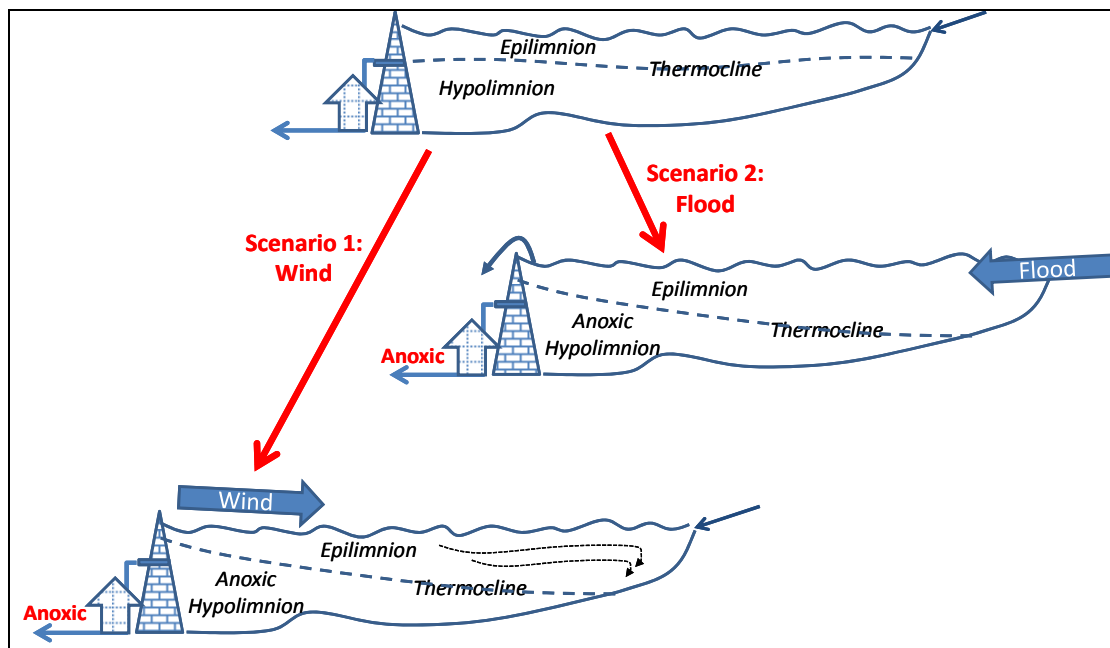 Epilimnion
Thermocline
Hypolimnion
Scenario 2:
Flood
Scenario 1:
Wind
Flood
Epilimnion
Anoxic
Hypolimnion
Thermocline
Anoxic
Wind
Epilimnion
Anoxic
Hypolimnion
Thermocline
Anoxic